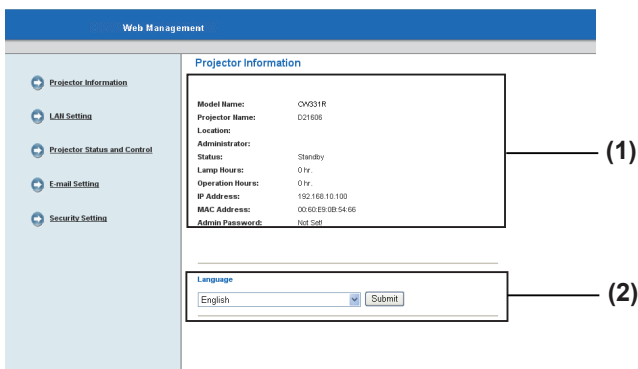 Web Management
Projector Information
LAN Setting
Projector Status and Control
E-mail Setting
Security Setting
Projector Information
Model Name: CW331R
Projector Name: D21606
Location:
Administrator:
Status: Standby
Lamp Hours: 0 hr.
Operation Hours: 0 hr.
IP Address: 192.168.10.100
MAC Address: 00:60:E9:0B:54:66
Admin Password: Not Set!
(1)
Language
English Submit
(2)